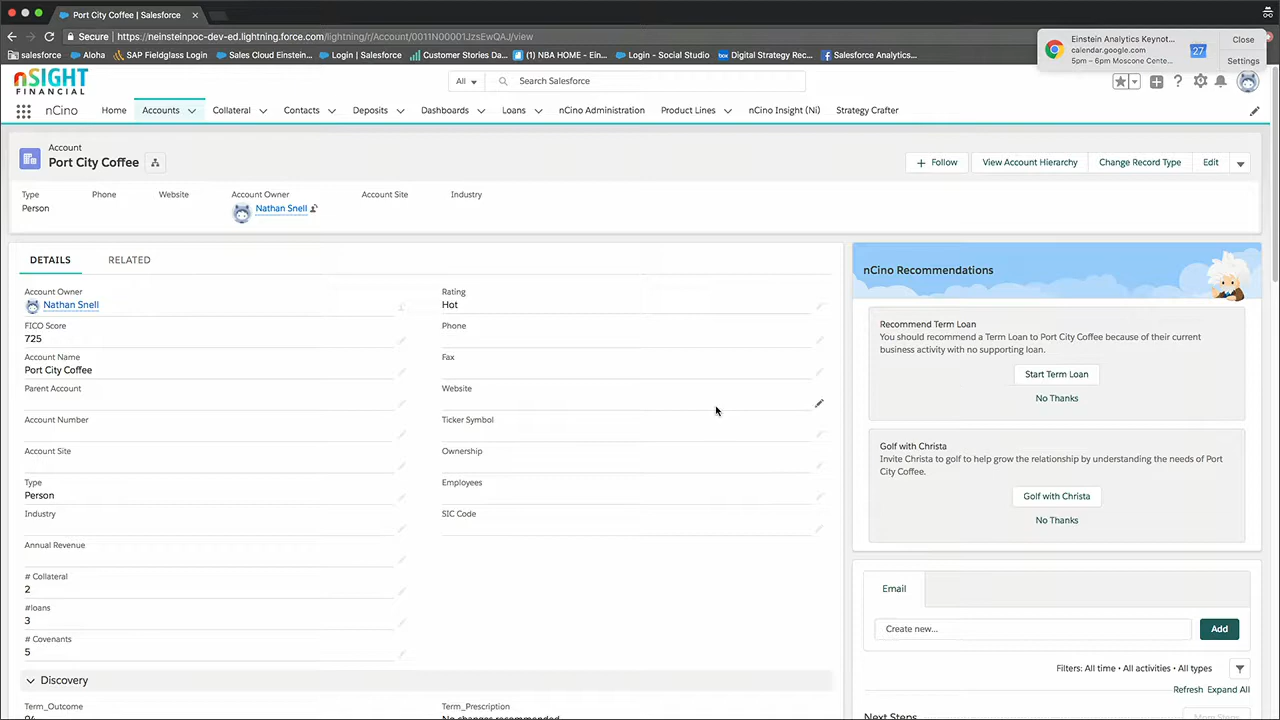 Port City Coffee | Salesforce
Secure | https://neinsteinpoc-dev-ed.lightning.force.com/lightning/r/Account/0011N00001JzsEwQAJ/view
salesforce Aloha SAP Fieldglass Login Sales Cloud Einstein... Login | Salesforce Customer Stories Da... [1] NBA HOME - Ein... Login - Social Studio Digital Strategy Rec... Salesforce Analytics...
Einstein Analytics Keynot...
calendar.google.com
5pm – 6pm Moscone Cente...
27
Close
Settings
nSIGHT
FINANCIAL
All
Search Salesforce
nCino Home Accounts Collateral Contacts Deposits Dashboards Loans nCino Administration Product Lines nCino Insight (Ni) Strategy Crafter
Account
Port City Coffee
Follow View Account Hierarchy Change Record Type Edit
Type Phone Website Account Owner Account Site Industry
Person Nathan Snell
DETAILS RELATED
Account Owner
Nathan Snell
FICO Score
725
Account Name
Port City Coffee
Parent Account
Account Number
Account Site
Type
Person
Industry
Annual Revenue
# Collateral
2
#loans
3
# Covenants
5
Rating
Hot
Phone
Fax
Website
Ticker Symbol
Ownership
Employees
SIC Code
Discovery
Term_Outcome
Term_Prescription
No changes recommended
nCino Recommendations
Recommend Term Loan
You should recommend a Term Loan to Port City Coffee because of their current
business activity with no supporting loan.
Start Term Loan
No Thanks
Golf with Christa
Invite Christa to golf to help grow the relationship by understanding the needs of Port
City Coffee.
Golf with Christa
No Thanks
Email
Create new...
Add
Filters: All time • All activities • All types
Refresh Expand All
Next Steps
More Steps